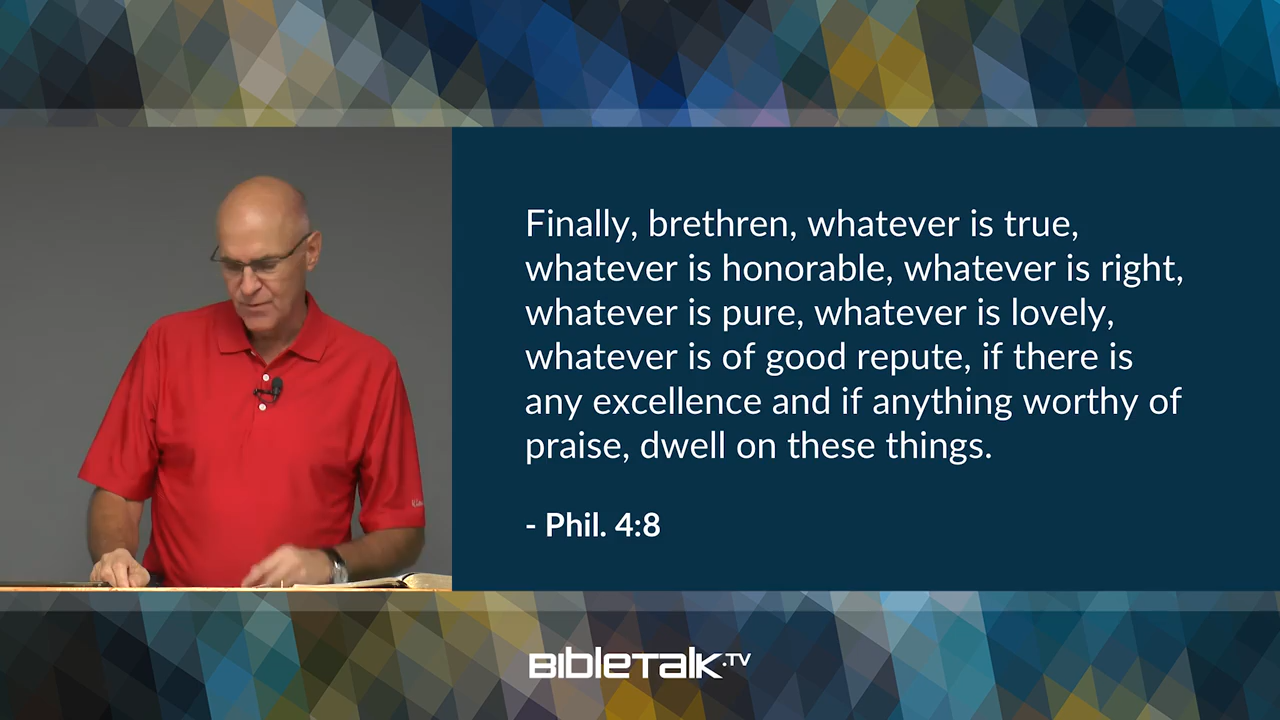 Finally, brethren, whatever is true,
whatever is honorable, whatever is right,
whatever is pure, whatever is lovely,
whatever is of good repute, if there is
any excellence and if anything worthy of
praise, dwell on these things.
- Phil. 4:8
BIBLETALK.TV